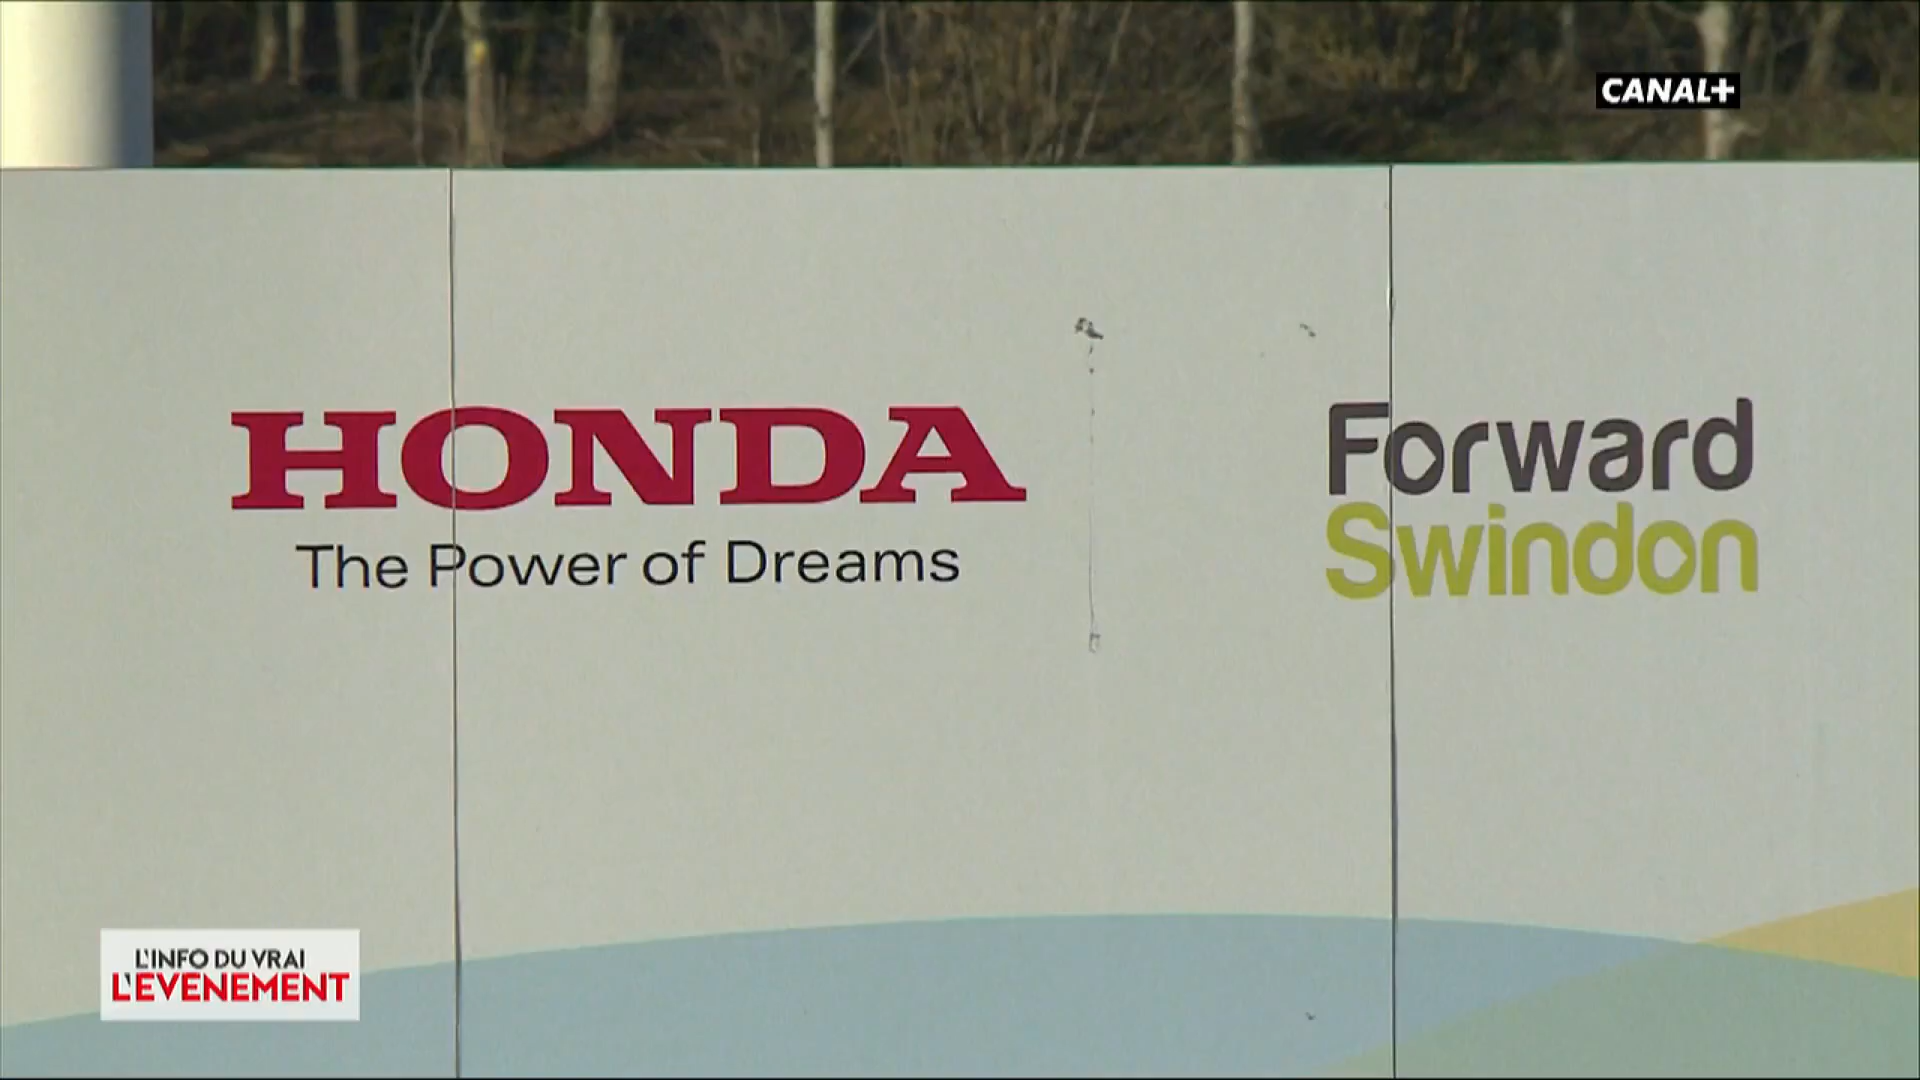 CANAL+
HONDA
The Power of Dreams
Forward
Swindon
L'INFO DU VRAI
L'EVENEMENT